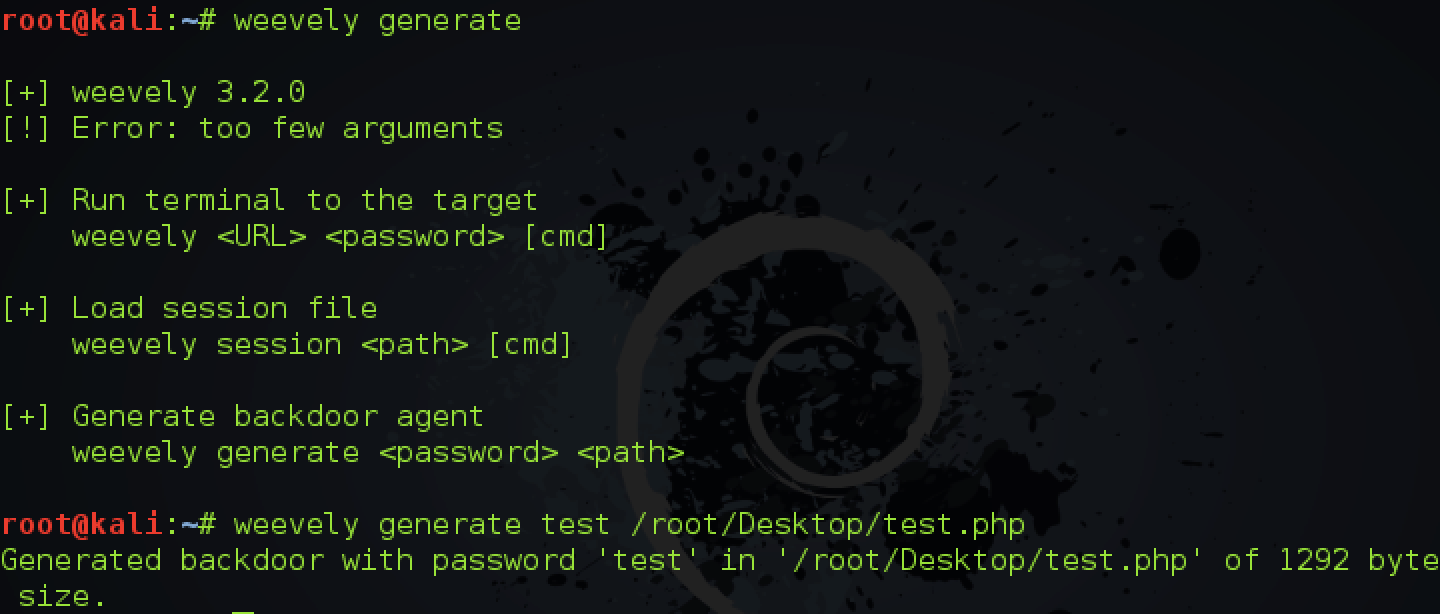 root@kali:~# weevely generate
[+] weevely 3.2.0
[!] Error: too few arguments
[+] Run terminal to the target
weevely <URL> <password> [cmd]
[+] Load session file
weevely session <path> [cmd]
[+] Generate backdoor agent
weevely generate <password> <path>
root@kali:~# weevely generate test /root/Desktop/test.php
Generated backdoor with password 'test' in '/root/Desktop/test.php' of 1292 byte
size.